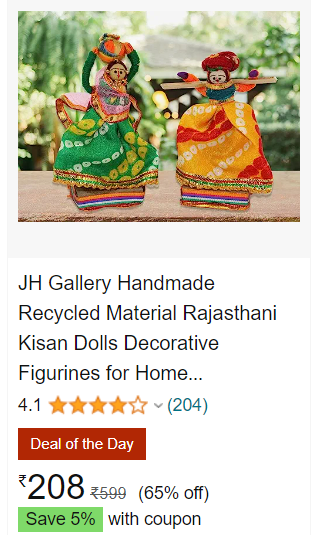 JH Gallery Handmade
Recycled Material Rajasthani
Kisan Dolls Decorative
Figurines for Home...
4.1 (204)
Deal of the Day
₹208 ₹599 (65% off)
Save 5% with coupon